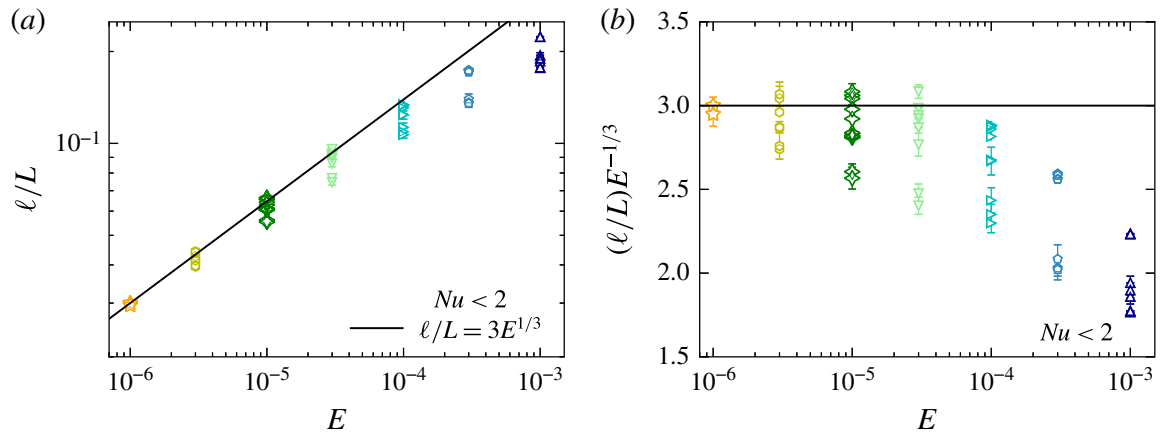 (a)
ℓ/L
10⁻¹
10⁻⁶ 10⁻⁵ 10⁻⁴ 10⁻³
E
Nu < 2
ℓ/L = 3E^{1/3}
(b)
(ℓ/L)E^{−1/3}
3.5
3.0
2.5
2.0
1.5
10⁻⁶ 10⁻⁵ 10⁻⁴ 10⁻³
E
Nu < 2